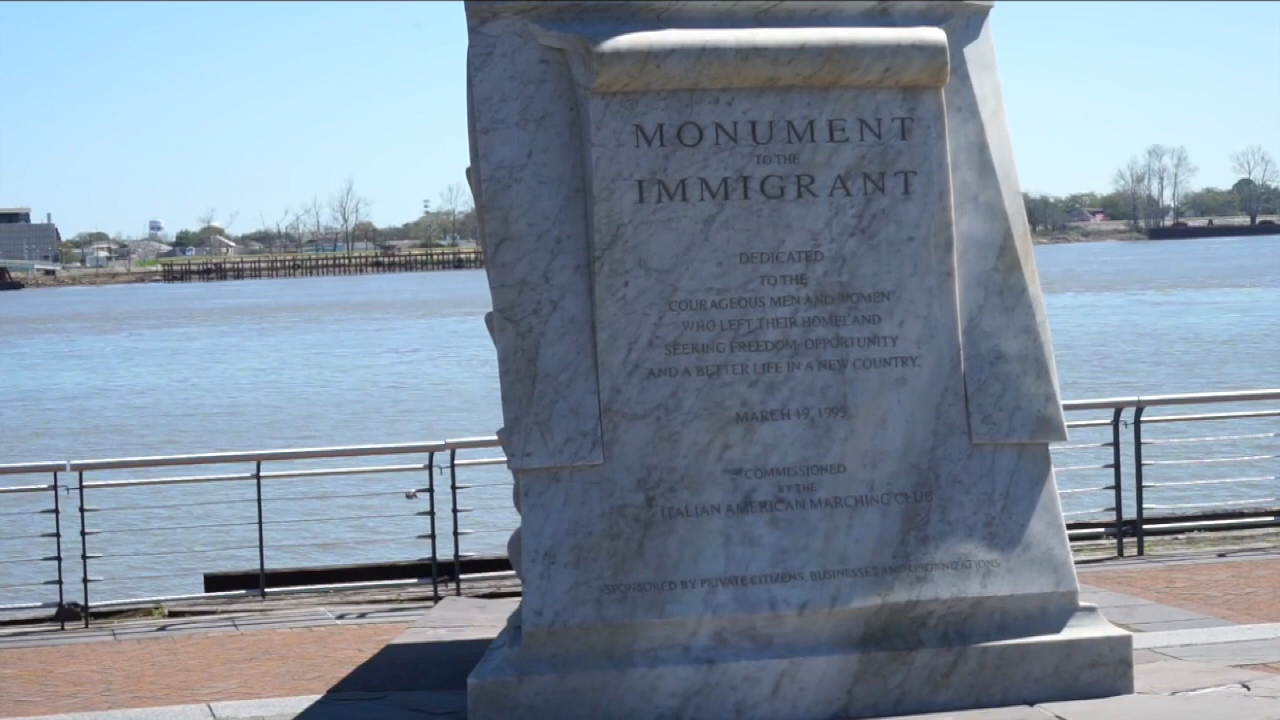 MONUMENT
TO THE
IMMIGRANT
DEDICATED
TO THE
COURAGEOUS MEN AND WOMEN
WHO LEFT THEIR HOMELAND
SEEKING FREEDOM, OPPORTUNITY
AND A BETTER LIFE IN A NEW COUNTRY.
MARCH 19, 1995
COMMISSIONED
BY THE
ITALIAN AMERICAN MARCHING CLUB
SPONSORED BY PRIVATE CITIZENS, BUSINESSES AND ORGANIZATIONS